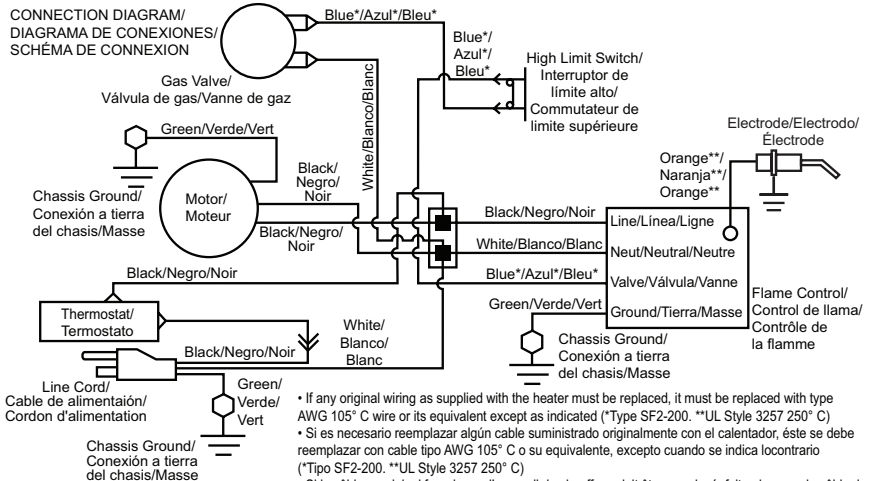 CONNECTION DIAGRAM/
DIAGRAMA DE CONEXIONES/
SCHÉMA DE CONNEXION
Blue*/Azul*/Bleu*
Gas Valve/
Válvula de gas/Vanne de gaz
White/Blanco/Blanc
Blue*/
Azul*/
Bleu*
High Limit Switch/
Interruptor de
límite alto/
Commutateur de
limite supérieure
Electrode/Electrodo/
Électrode
Orange**/
Naranja**/
Orange**
Green/Verde/Vert
Chassis Ground/
Conexión a tierra
del chasis/Masse
Motor/
Moteur
Black/
Negro/
Noir
Black/Negro/
Noir
Black/Negro/Noir
White/Blanco/Blanc
Blue*/Azul*/Bleu*
Green/Verde/Vert
Line/Línea/Ligne
Neut/Neutral/Neutre
Valve/Válvula/Vanne
Ground/Tierra/Masse
Flame Control/
Control de llama/
Contrôle de
la flamme
Chassis Ground/
Conexión a tierra
del chasis/Masse
Black/Negro/Noir
Thermostat/
Termostato
Black/Negro/Noir
White/
Blanco/
Blanc
Line Cord/
Cable de alimentaión/
Cordon d'alimentation
Green/
Verde/
Vert
Chassis Ground/
Conexión a tierra
del chasis/Masse
• If any original wiring as supplied with the heater must be replaced, it must be replaced with type
AWG 105° C wire or its equivalent except as indicated (*Type SF2-200. **UL Style 3257 250° C)
• Si es necesario reemplazar algún cable suministrado originalmente con el calentador, éste se debe
reemplazar con cable tipo AWG 105° C o su equivalente, excepto cuando se indica locontrario
(*Tipo SF2-200. **UL Style 3257 250° C)